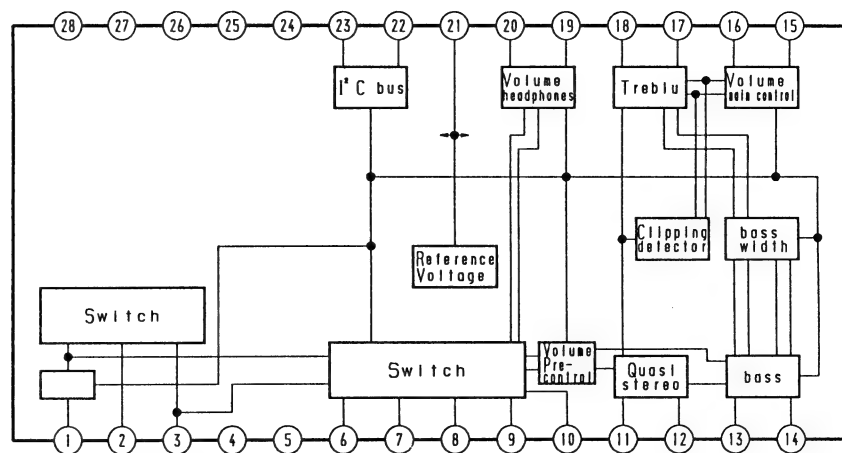 28 27 26 25 24 23 22 21 20 19 18 17 16 15
I²C bus
Volume
headphones
Treblu
Volume
main control
Clipping
detector
bass
width
Reference
Voltage
Switch
Switch
Volume
Pre-
control
Quasi
stereo
bass
1 2 3 4 5 6 7 8 9 10 11 12 13 14